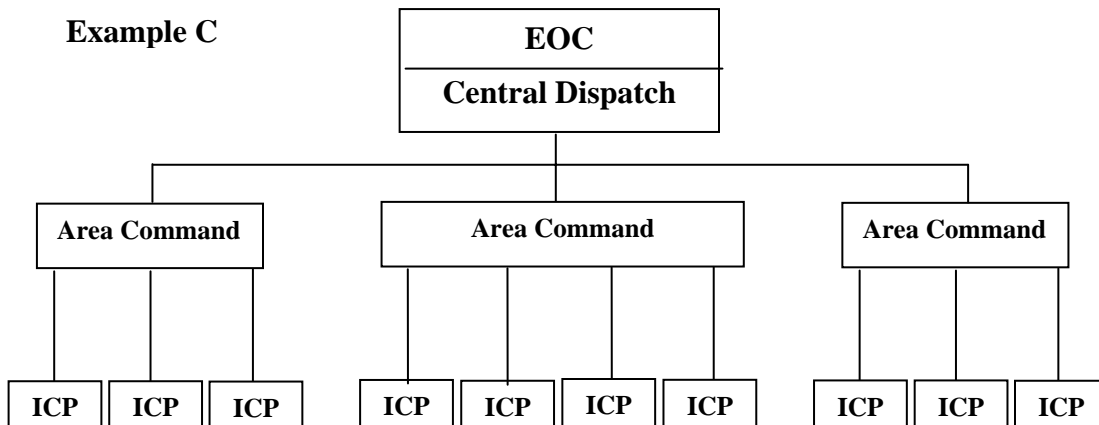 Example C
EOC
Central Dispatch
Area Command
Area Command
Area Command
ICP
ICP
ICP
ICP
ICP
ICP
ICP
ICP
ICP
ICP